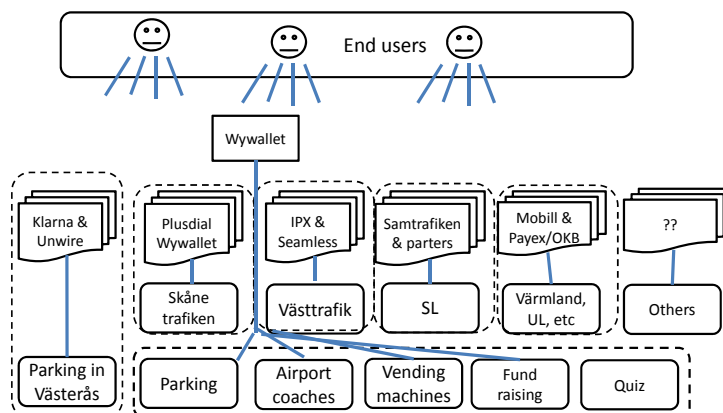 End users
Wywallet
Klarna &
Unwire
Plusdial
Wywallet
IPX &
Seamless
Samtrafiken
& parters
Mobill &
Payex/OKB
??
Skåne
trafiken
Västtrafik
SL
Värmland,
UL, etc
Others
Parking in
Västerås
Parking
Airport
coaches
Vending
machines
Fund
raising
Quiz